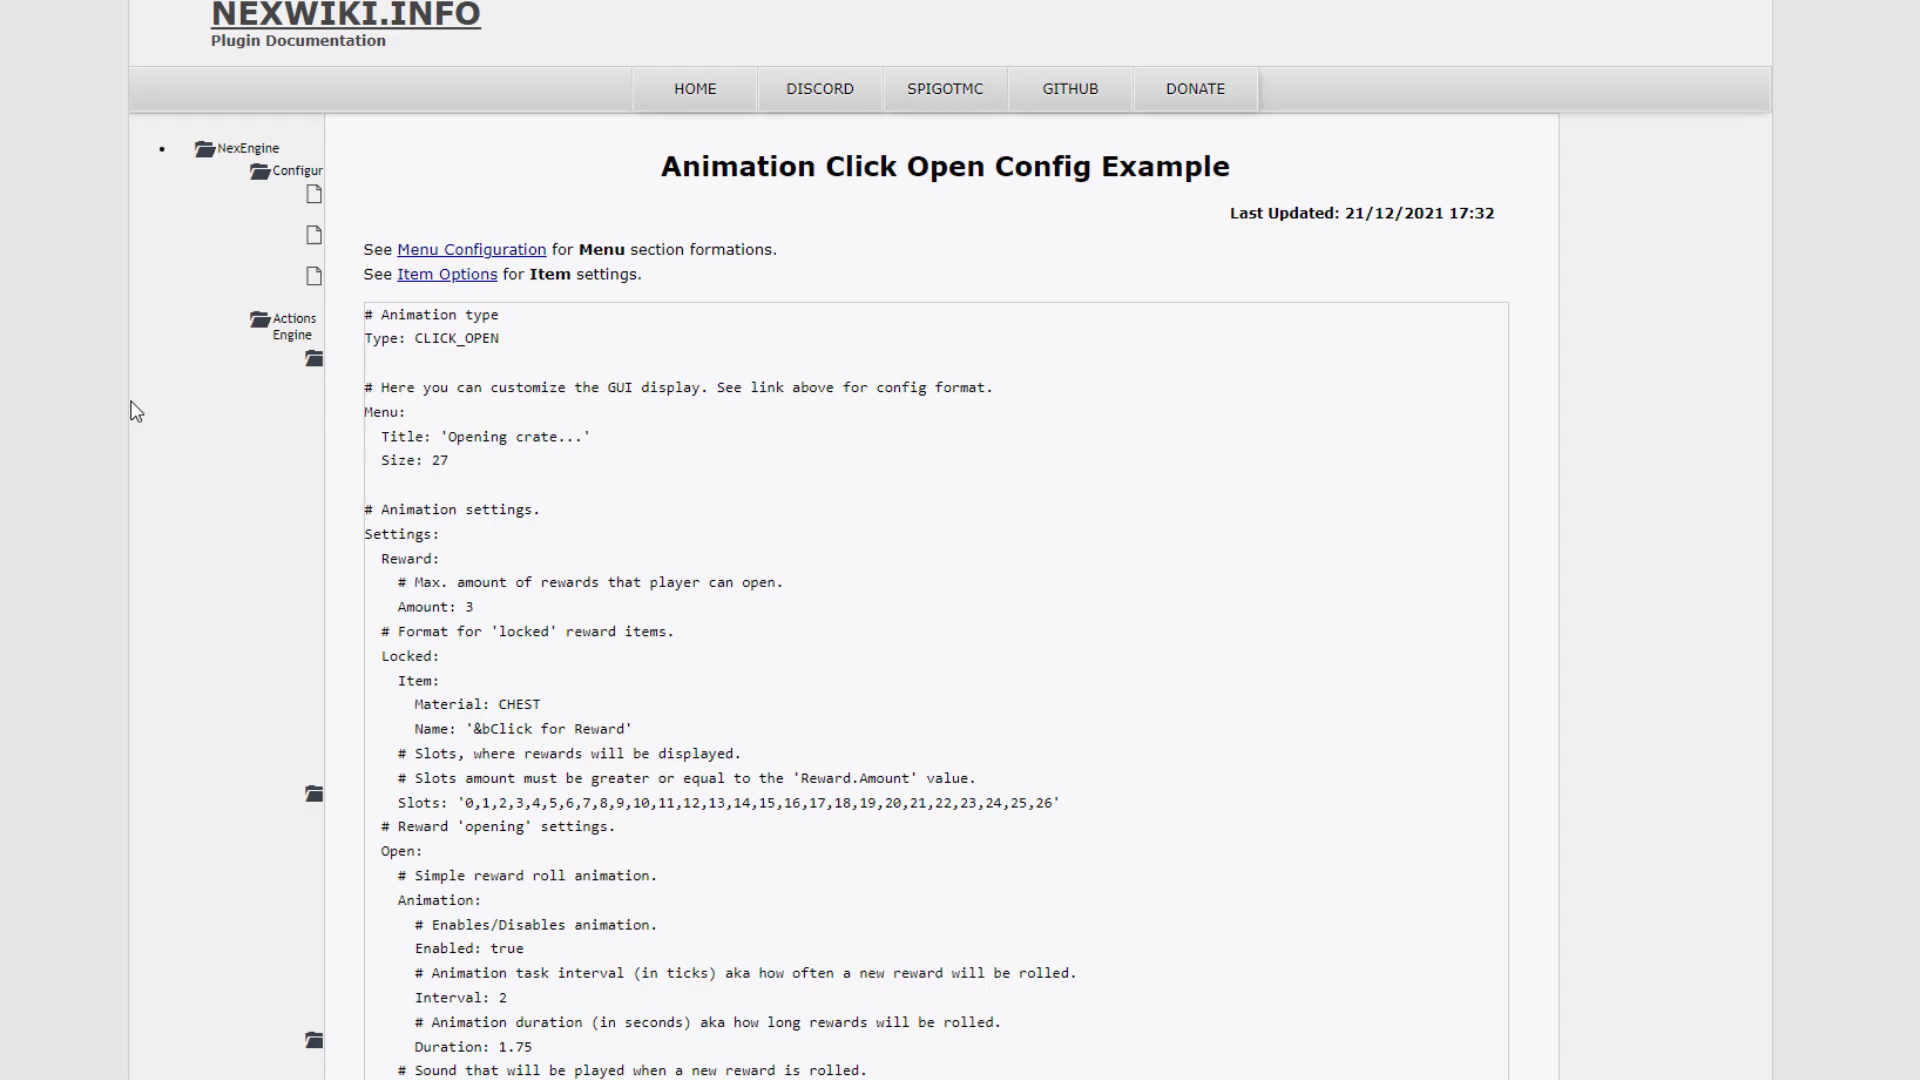 NEXWIKI.INFO
Plugin Documentation
HOME
DISCORD
SPIGOTMC
GITHUB
DONATE
NexEngine
Configur
Actions
Engine
Animation Click Open Config Example
Last Updated: 21/12/2021 17:32
See Menu Configuration for Menu section formations.
See Item Options for Item settings.
# Animation type
Type: CLICK_OPEN
# Here you can customize the GUI display. See link above for config format.
Menu:
  Title: 'Opening crate...'
  Size: 27
# Animation settings.
Settings:
  Reward:
    # Max. amount of rewards that player can open.
    Amount: 3
  # Format for 'locked' reward items.
  Locked:
    Item:
      Material: CHEST
      Name: '&bClick for Reward'
    # Slots, where rewards will be displayed.
    # Slots amount must be greater or equal to the 'Reward.Amount' value.
    Slots: '0,1,2,3,4,5,6,7,8,9,10,11,12,13,14,15,16,17,18,19,20,21,22,23,24,25,26'
  # Reward 'opening' settings.
  Open:
    # Simple reward roll animation.
    Animation:
      # Enables/Disables animation.
      Enabled: true
      # Animation task interval (in ticks) aka how often a new reward will be rolled.
      Interval: 2
      # Animation duration (in seconds) aka how long rewards will be rolled.
      Duration: 1.75
    # Sound that will be played when a new reward is rolled.